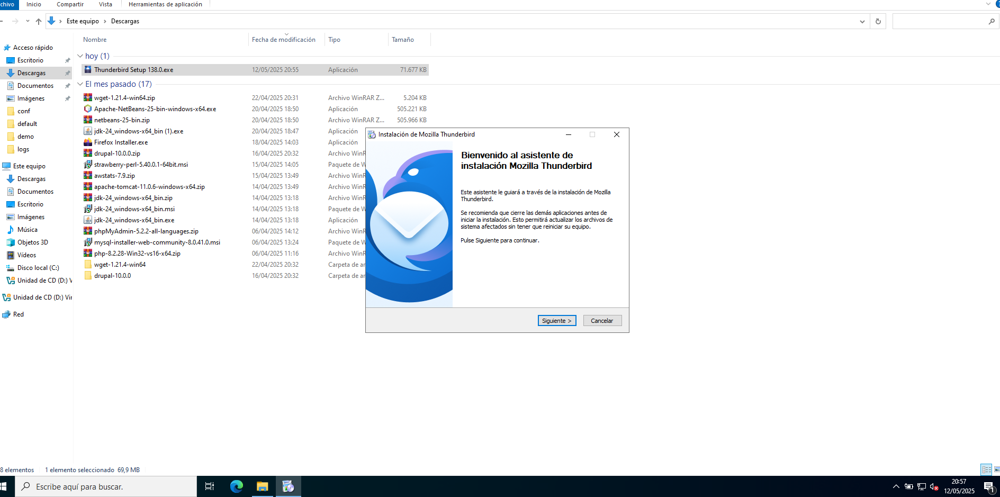 chivo Inicio Compartir Vista Herramientas de aplicación
Este equipo › Descargas
Nombre Fecha de modificación Tipo Tamaño
Acceso rápido
Escritorio
Descargas
Documentos
Imágenes
conf
default
demo
logs
Este equipo
Descargas
Documentos
Escritorio
Imágenes
Música
Objetos 3D
Vídeos
Disco local (C:)
Unidad de CD (D:) V
Unidad de CD (D:) Vir
Red
hoy (1)
Thunderbird Setup 138.0.exe 12/05/2025 20:55 Aplicación 71.677 KB
El mes pasado (17)
wget-1.21.4-win64.zip 22/04/2025 20:31 Archivo WinRAR Z... 5.204 KB
Apache-NetBeans-25-bin-windows-x64.exe 20/04/2025 18:50 Aplicación 505.221 KB
netbeans-25-bin.zip 20/04/2025 18:50 Archivo WinRAR Z... 505.966 KB
jdk-24_windows-x64_bin (1).exe 20/04/2025 18:47 Aplicación
Firefox Installer.exe 18/04/2025 14:03 Aplicación
drupal-10.0.0.zip 16/04/2025 20:32 Archivo WinR
strawberry-perl-5.40.0.1-64bit.msi 15/04/2025 14:05 Paquete de W
awstats-7.9.zip 15/04/2025 13:49 Archivo WinR
apache-tomcat-11.0.6-windows-x64.zip 14/04/2025 13:49 Archivo WinR
jdk-24_windows-x64_bin.zip 14/04/2025 13:18 Archivo WinR
jdk-24_windows-x64_bin.msi 14/04/2025 13:18 Paquete de W
jdk-24_windows-x64_bin.exe 14/04/2025 13:18 Aplicación
phpMyAdmin-5.2.2-all-languages.zip 06/04/2025 14:12 Archivo WinR
mysql-installer-web-community-8.0.41.0.msi 06/04/2025 13:24 Paquete de W
php-8.2.28-Win32-vs16-x64.zip 06/04/2025 11:16 Archivo WinR
wget-1.21.4-win64 22/04/2025 20:32 Carpeta de ar
drupal-10.0.0 16/04/2025 20:32 Carpeta de ar
Instalación de Mozilla Thunderbird
Bienvenido al asistente de
instalación Mozilla Thunderbird
Este asistente le guiará a través de la instalación de Mozilla
Thunderbird.
Se recomienda que cierre las demás aplicaciones antes de
iniciar la instalación. Esto permitirá actualizar los archivos de
sistema afectados sin tener que reiniciar su equipo.
Pulse Siguiente para continuar.
Siguiente > Cancelar
8 elementos 1 elemento seleccionado 69,9 MB
Escribe aquí para buscar.
20:57
12/05/2025
1